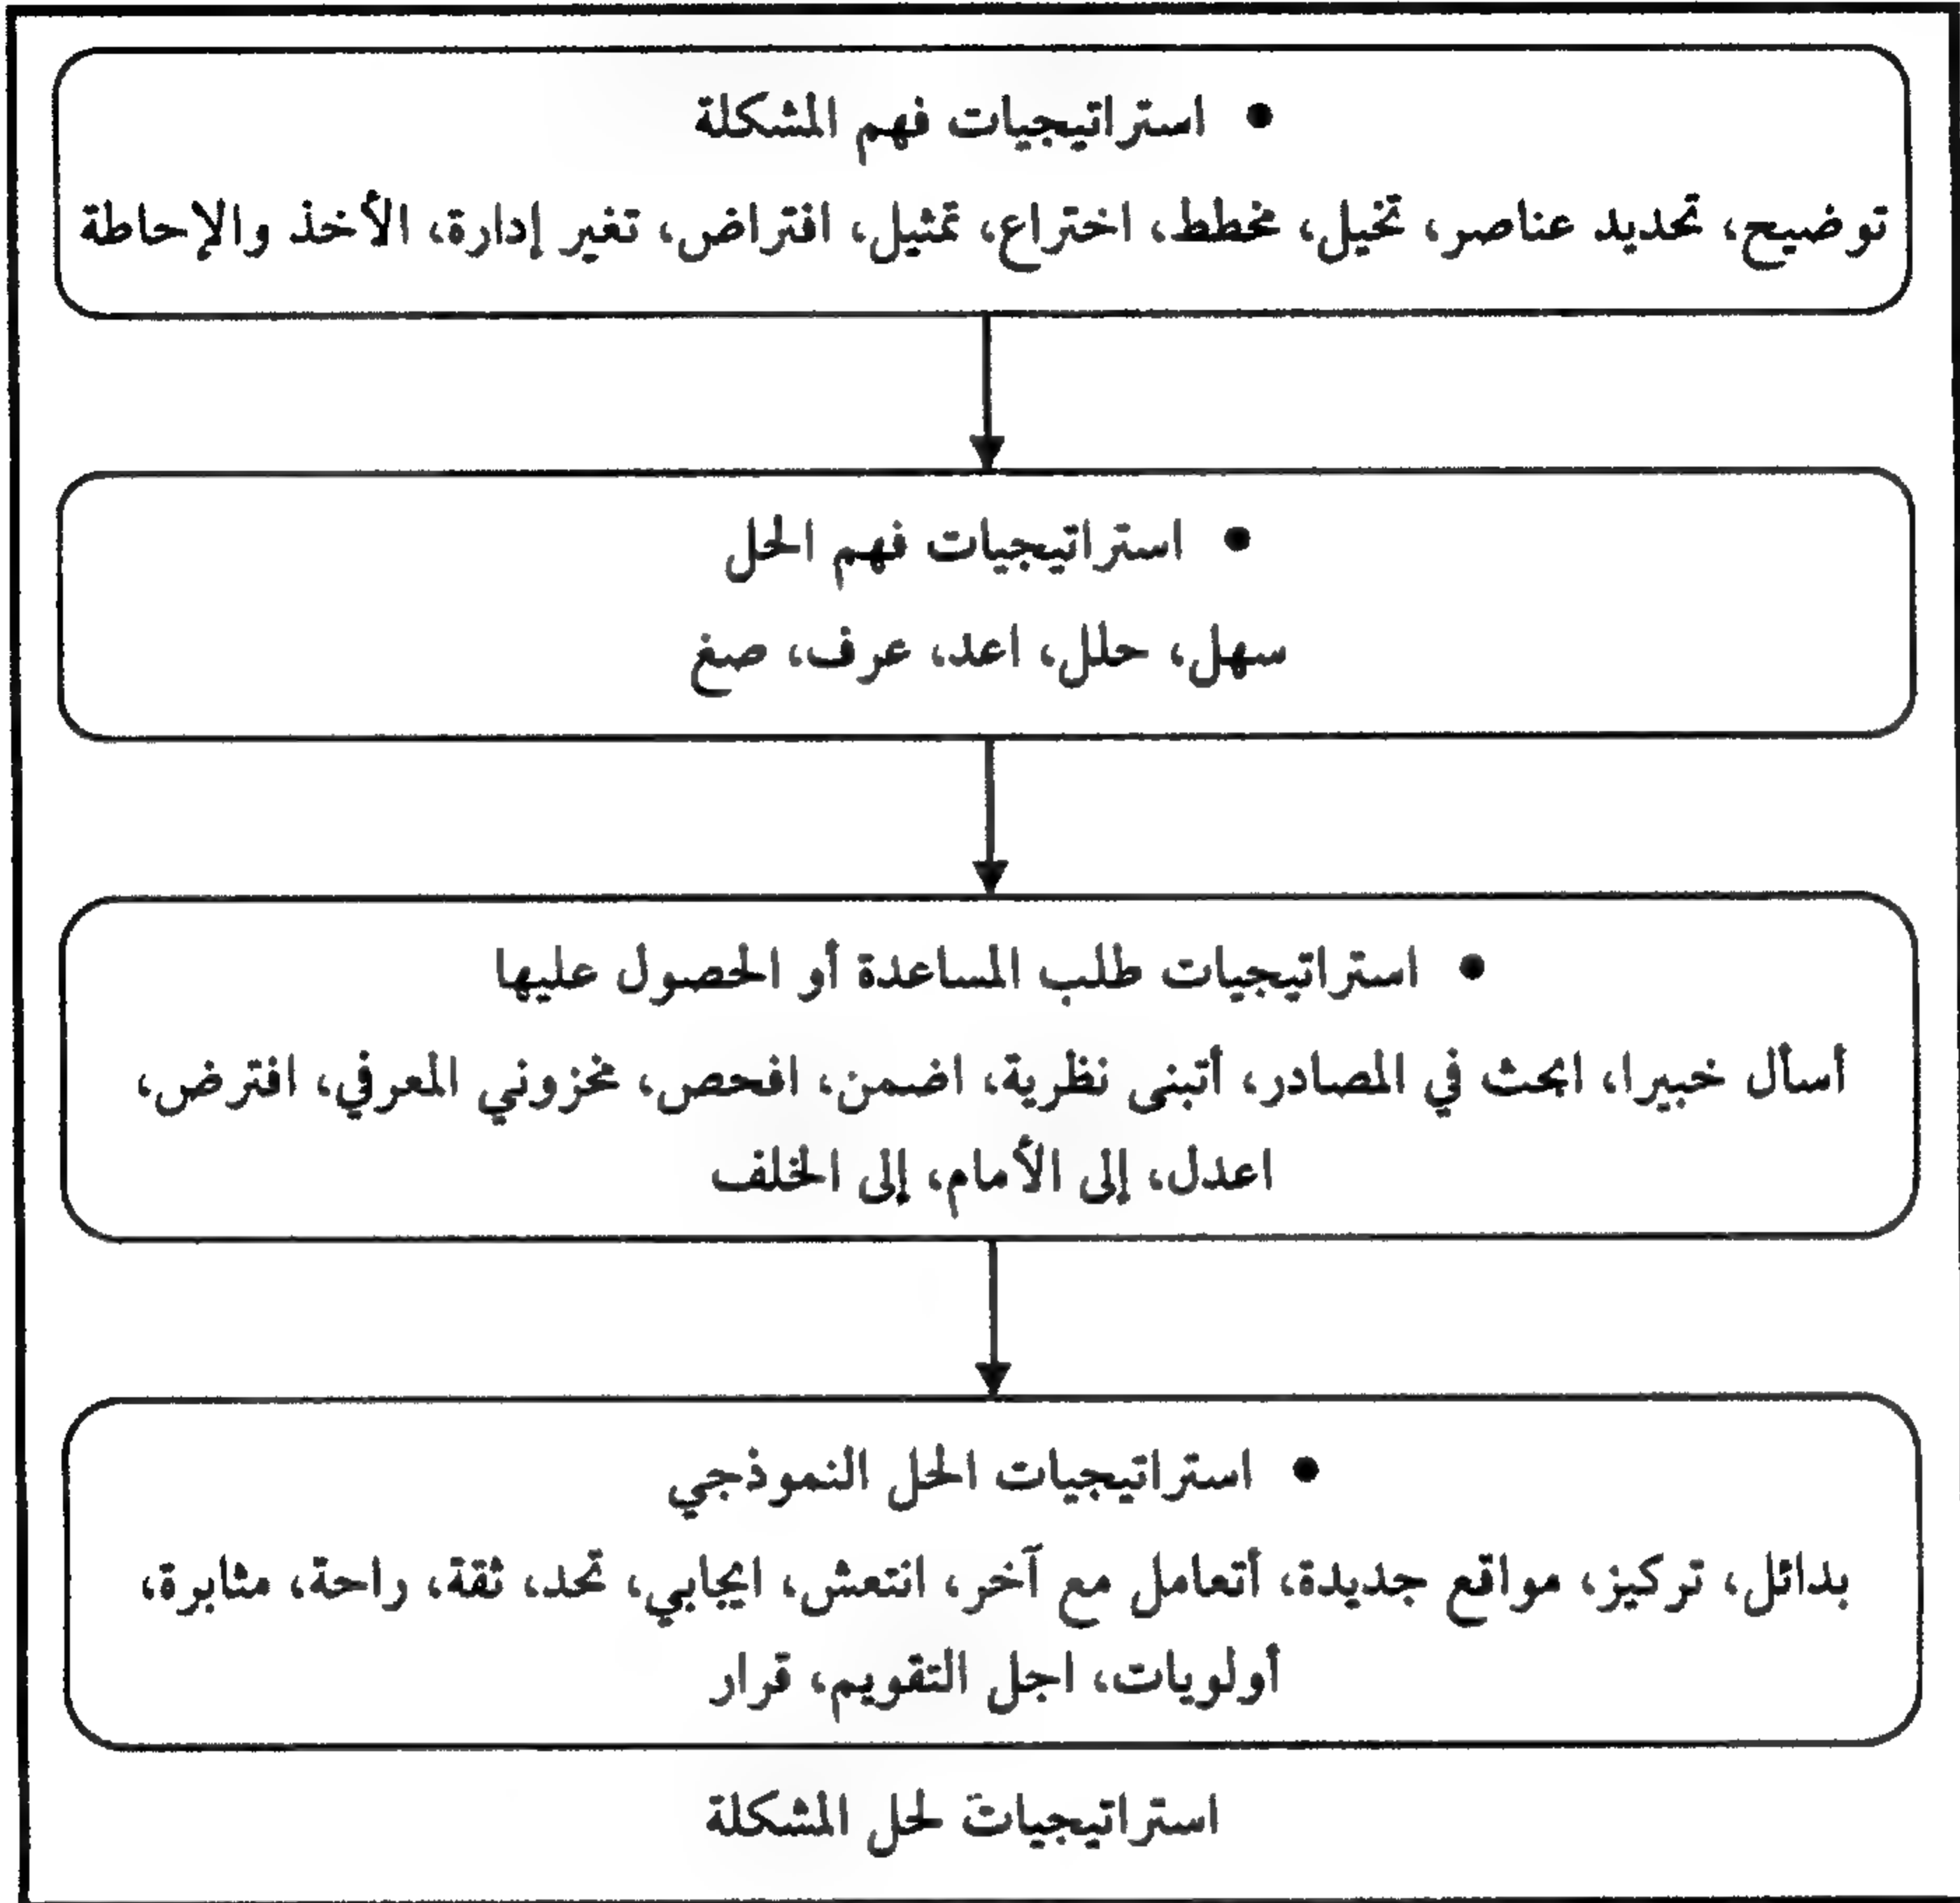 • استراتيجيات فهم المشكلة
توضيح، تحديد عناصر، تخيل، مخطط، اختراع، تمثيل، افتراض، تغير إدارة، الأخذ والإحاطة
• استراتيجيات فهم الحل
سهل، حلل، اعد، عرف، صغ
• استراتيجيات طلب المساعدة أو الحصول عليها
أسأل خبيرا، ابحث في المصادر، أتبنى نظرية، اضمن، افحص، مخزوني المعرفي، افترض،
اعدل، إلى الأمام، إلى الخلف
• استراتيجيات الحل النموذجي
بدائل، تركيز، مواقع جديدة، أتعامل مع آخر، انتعش، ايجابي، تحد، ثقة، راحة، مثابرة،
أولويات، اجل التقويم، قرار
استراتيجيات لحل المشكلة